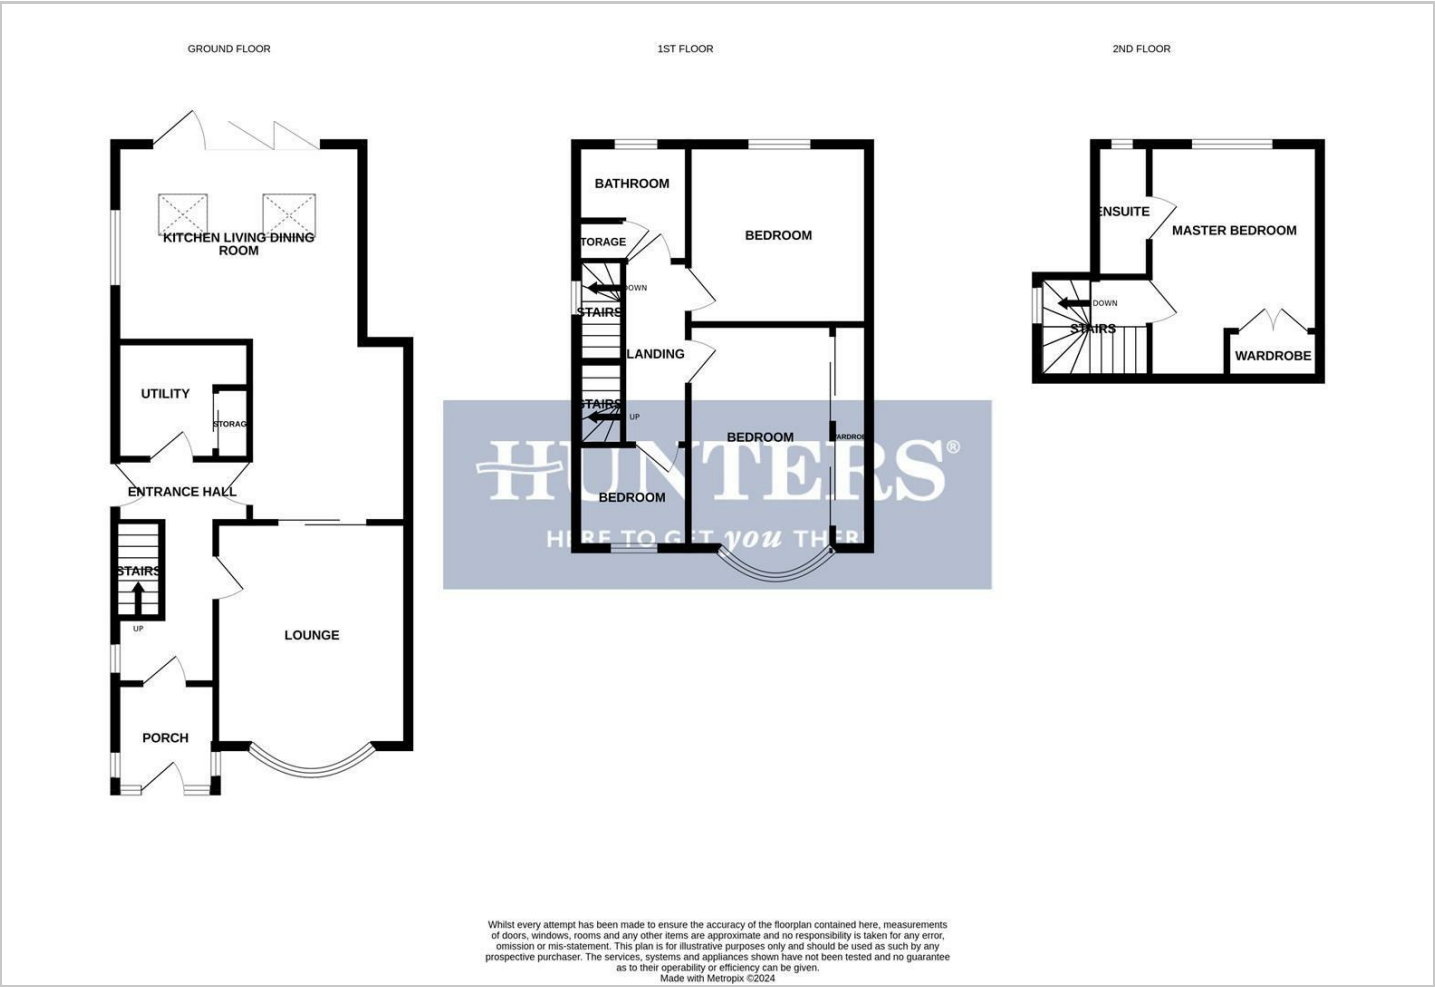 GROUND FLOOR
1ST FLOOR
2ND FLOOR
KITCHEN LIVING DINING
ROOM
UTILITY
STORAG
ENTRANCE HALL
STAIRS
UP
LOUNGE
PORCH
BATHROOM
TORAGE
BEDROOM
DOWN
STAIRS
LANDING
STAIRS
UP
BEDROOM
WARDROBE
BEDROOM
HUNTERS®
HERE TO GET you THER
ENSUITE
MASTER BEDROOM
DOWN
STAIRS
WARDROBE
Whilst every attempt has been made to ensure the accuracy of the floorplan contained here, measurements
of doors, windows, rooms and any other items are approximate and no responsibility is taken for any error,
omission or mis-statement. This plan is for illustrative purposes only and should be used as such by any
prospective purchaser. The services, systems and appliances shown have not been tested and no guarantee
as to their operability or efficiency can be given.
Made with Metropix ©2024